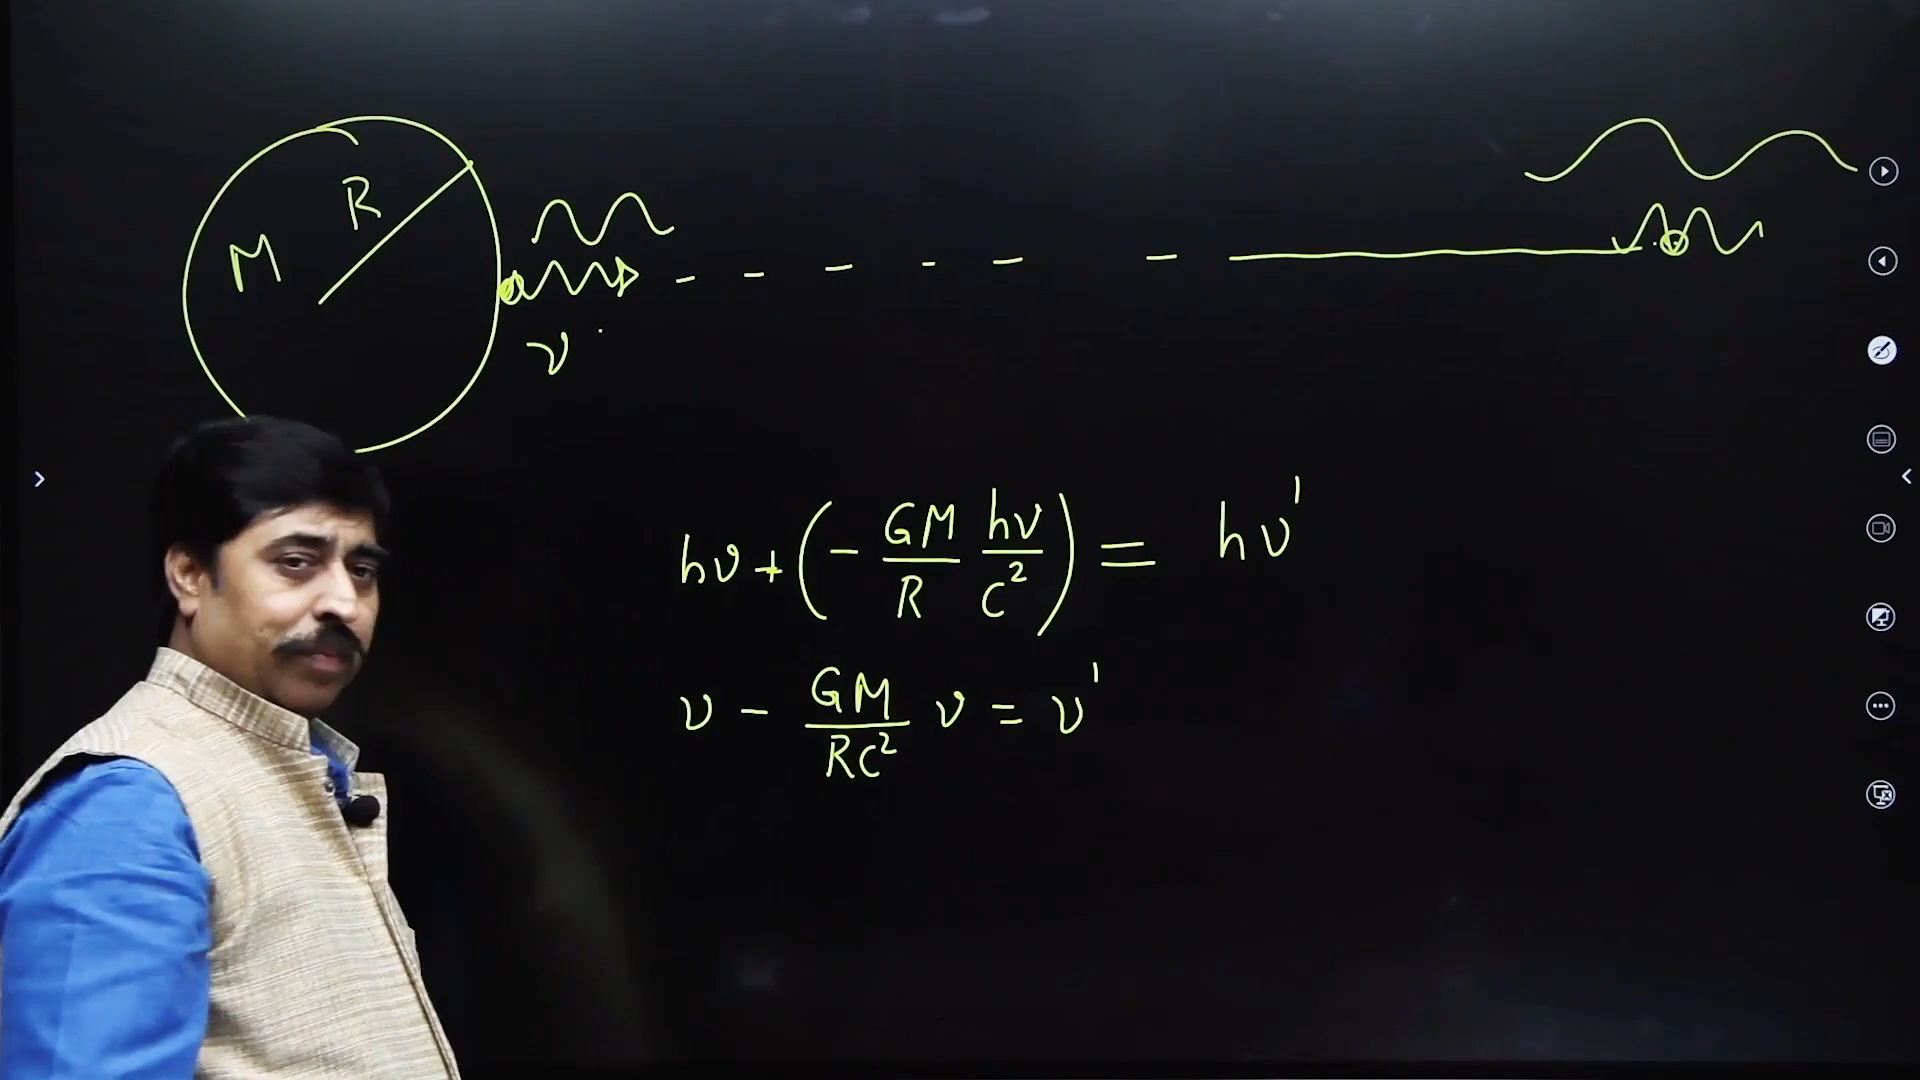 R
M
ν
hν + (- GM/R hν/C²) = hν'
ν - GM/RC² ν = ν'